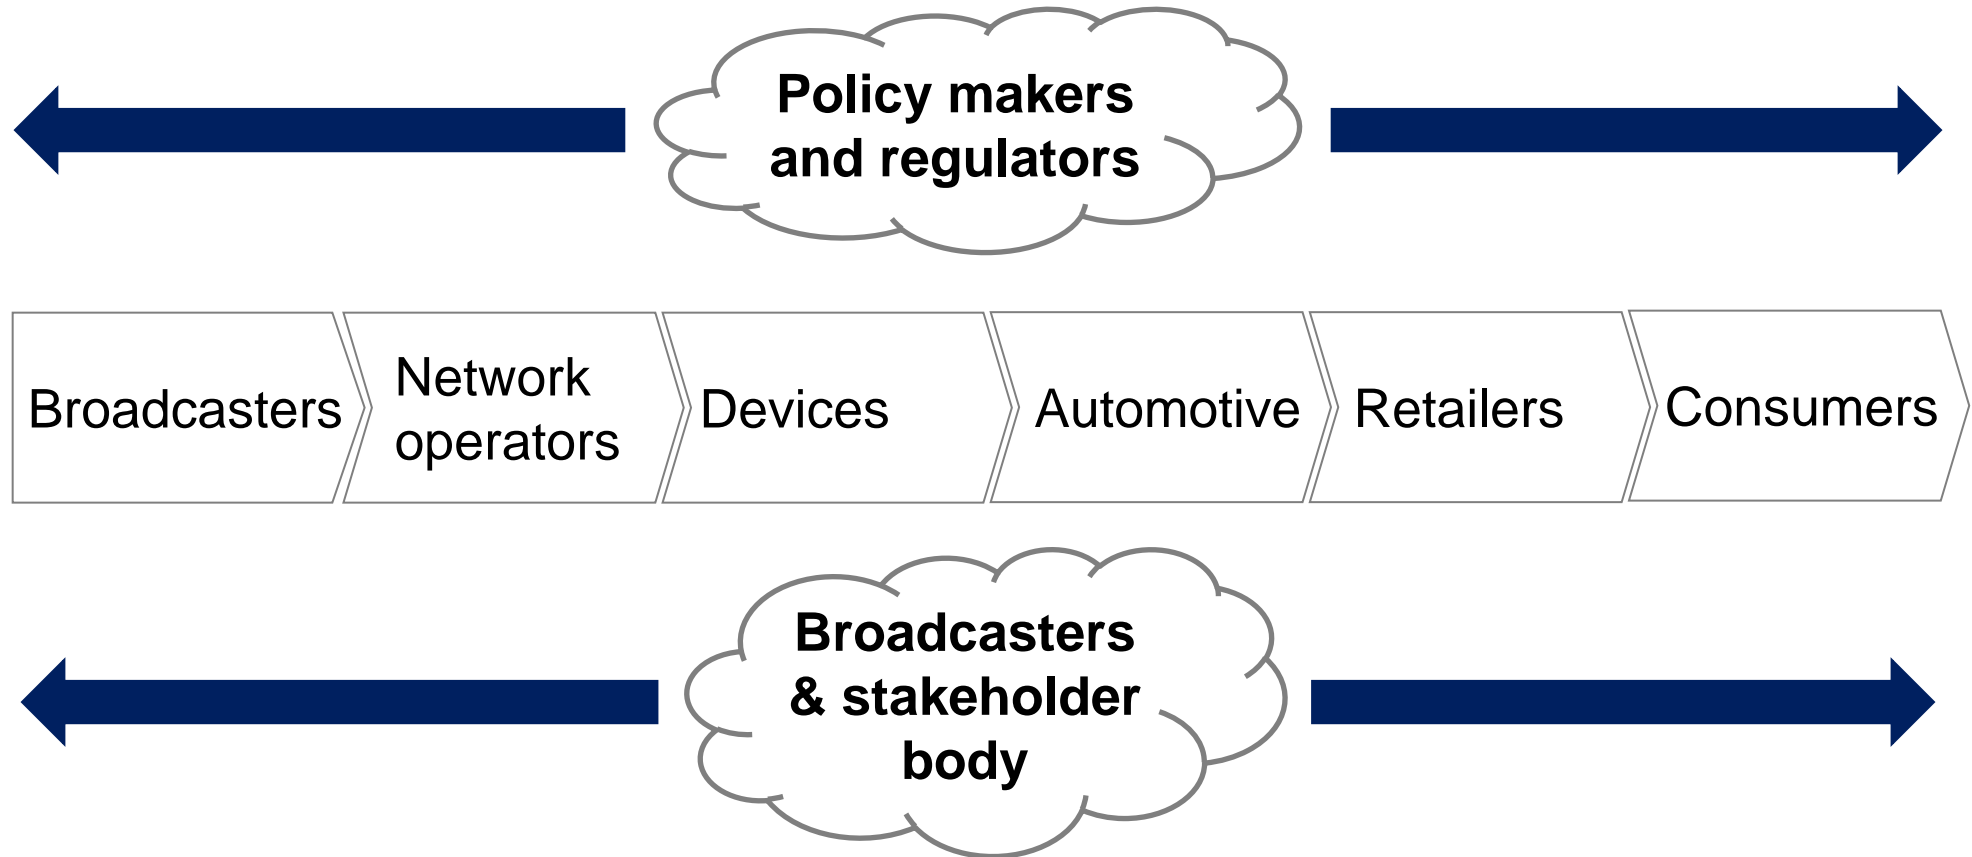 Policy makers
and regulators
Broadcasters
Network
operators
Devices
Automotive
Retailers
Consumers
Broadcasters
& stakeholder
body